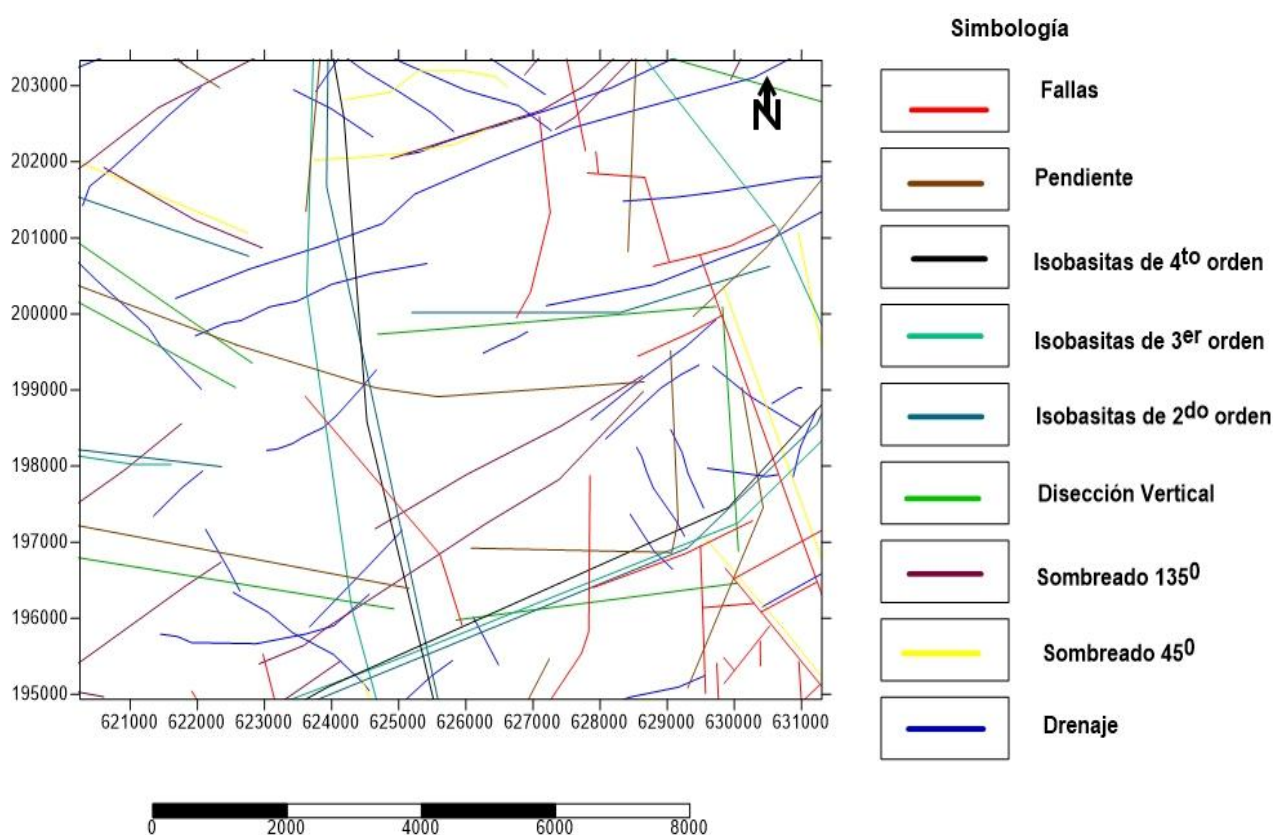 Simbología
Fallas
Pendiente
Isobasitas de 4to orden
Isobasitas de 3er orden
Isobasitas de 2do orden
Disección Vertical
Sombreado 135⁰
Sombreado 45⁰
Drenaje
N
203000
202000
201000
200000
199000
198000
197000
196000
195000
621000 622000 623000 624000 625000 626000 627000 628000 629000 630000 631000
0 2000 4000 6000 8000